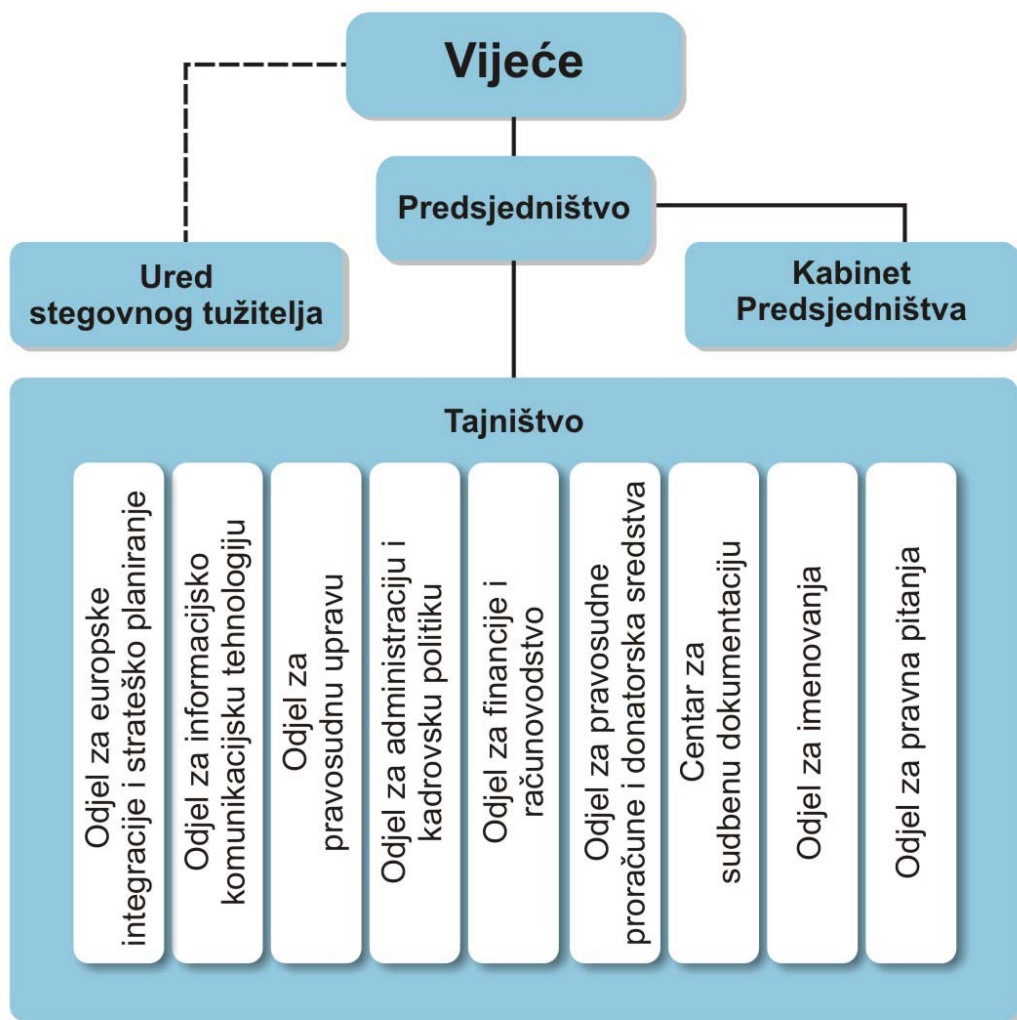 Vijeće
Predsjedništvo
Ured
stegovnog tužitelja
Kabinet
Predsjedništva
Tajništvo
Odjel za europske
integracije i strateško planiranje
Odjel za informacijsko
komunikacijsku tehnologiju
Odjel za
pravosudnu upravu
Odjel za administraciju i
kadrovsku politiku
Odjel za financije i
računovodstvo
Odjel za pravosudne
proračune i donatorska sredstva
Centar za
sudbenu dokumentaciju
Odjel za imenovanja
Odjel za pravna pitanja